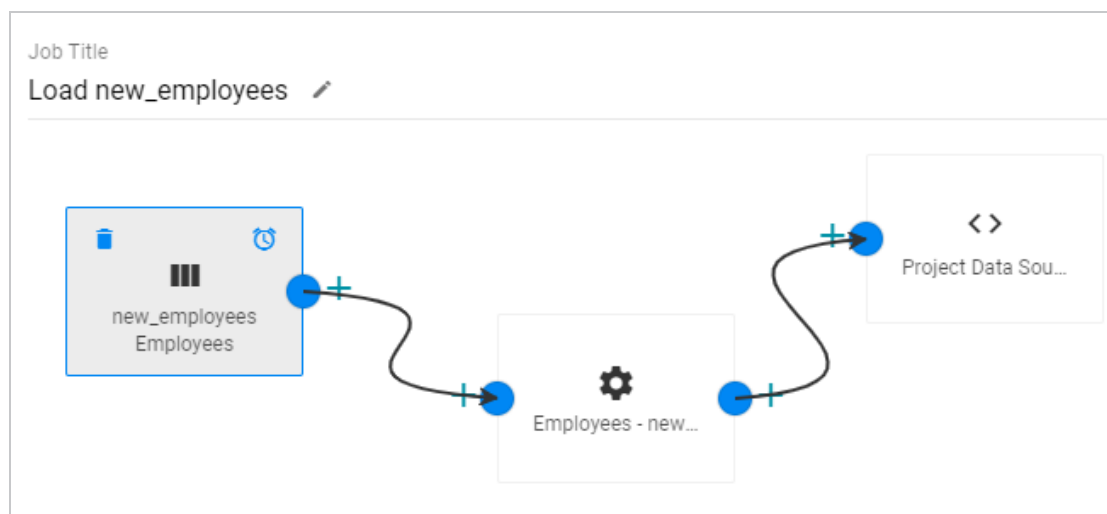 Job Title
Load new_employees
new_employees
Employees
Employees - new...
Project Data Sou...